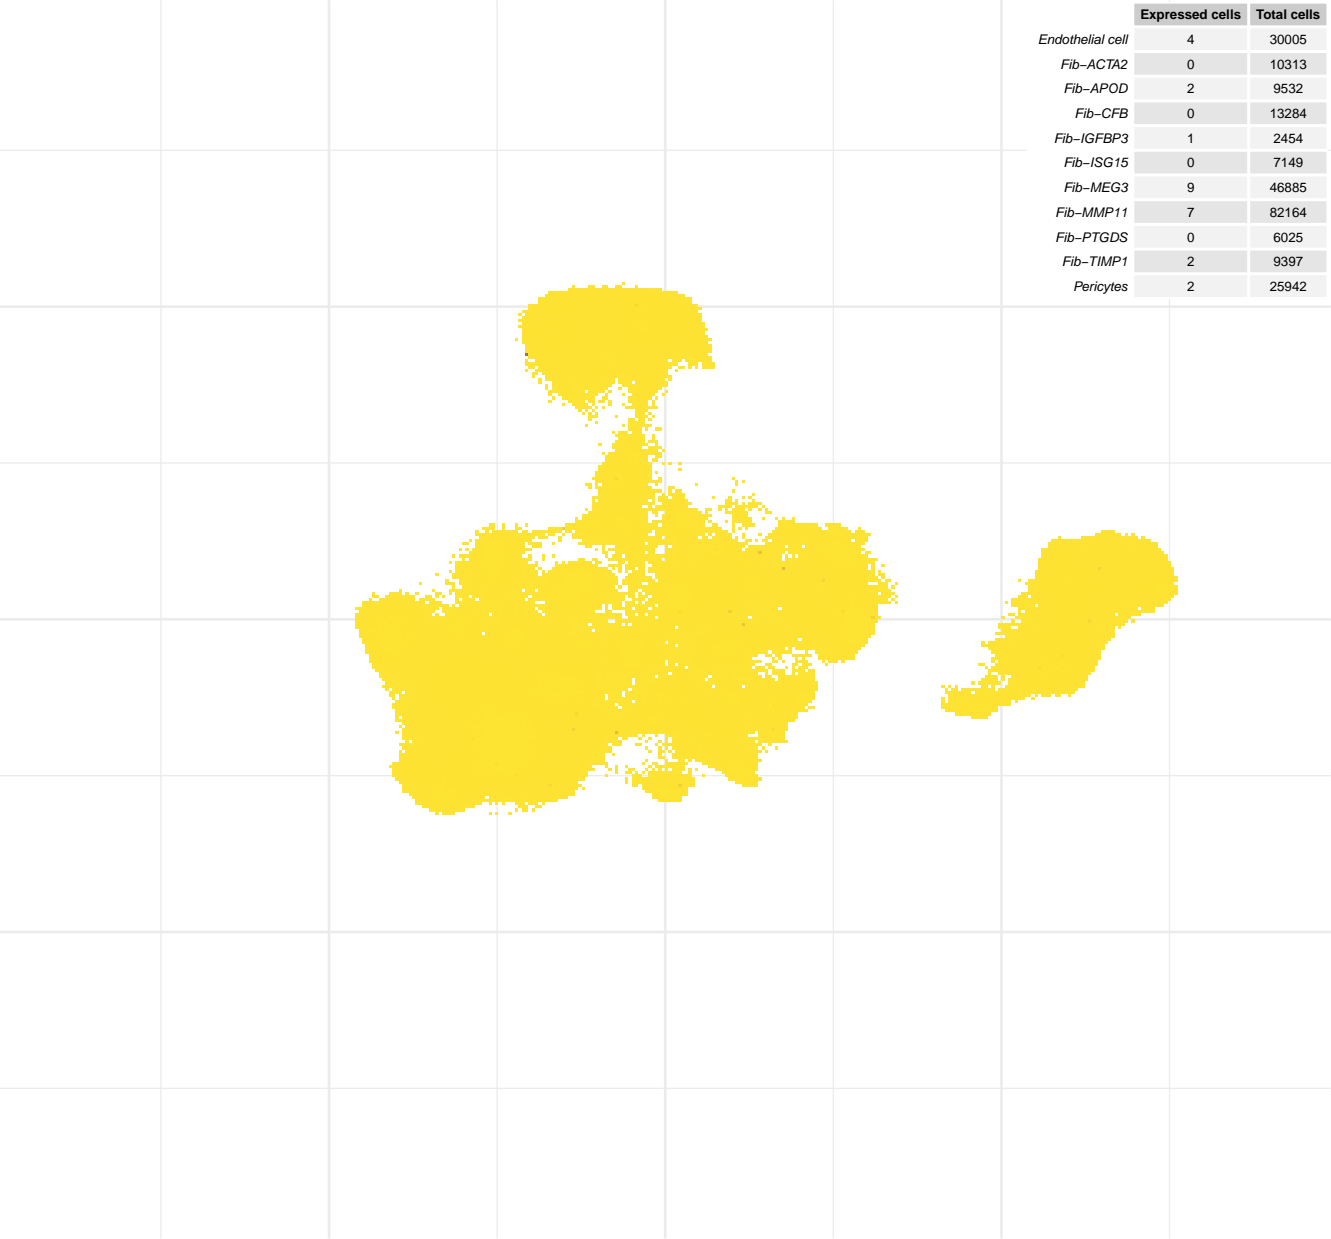 Expressed cells Total cells
Endothelial cell 4 30005
Fib−ACTA2 0 10313
Fib−APOD 2 9532
Fib−CFB 0 13284
Fib−IGFBP3 1 2454
Fib−ISG15 0 7149
Fib−MEG3 9 46885
Fib−MMP11 7 82164
Fib−PTGDS 0 6025
Fib−TIMP1 2 9397
Pericytes 2 25942